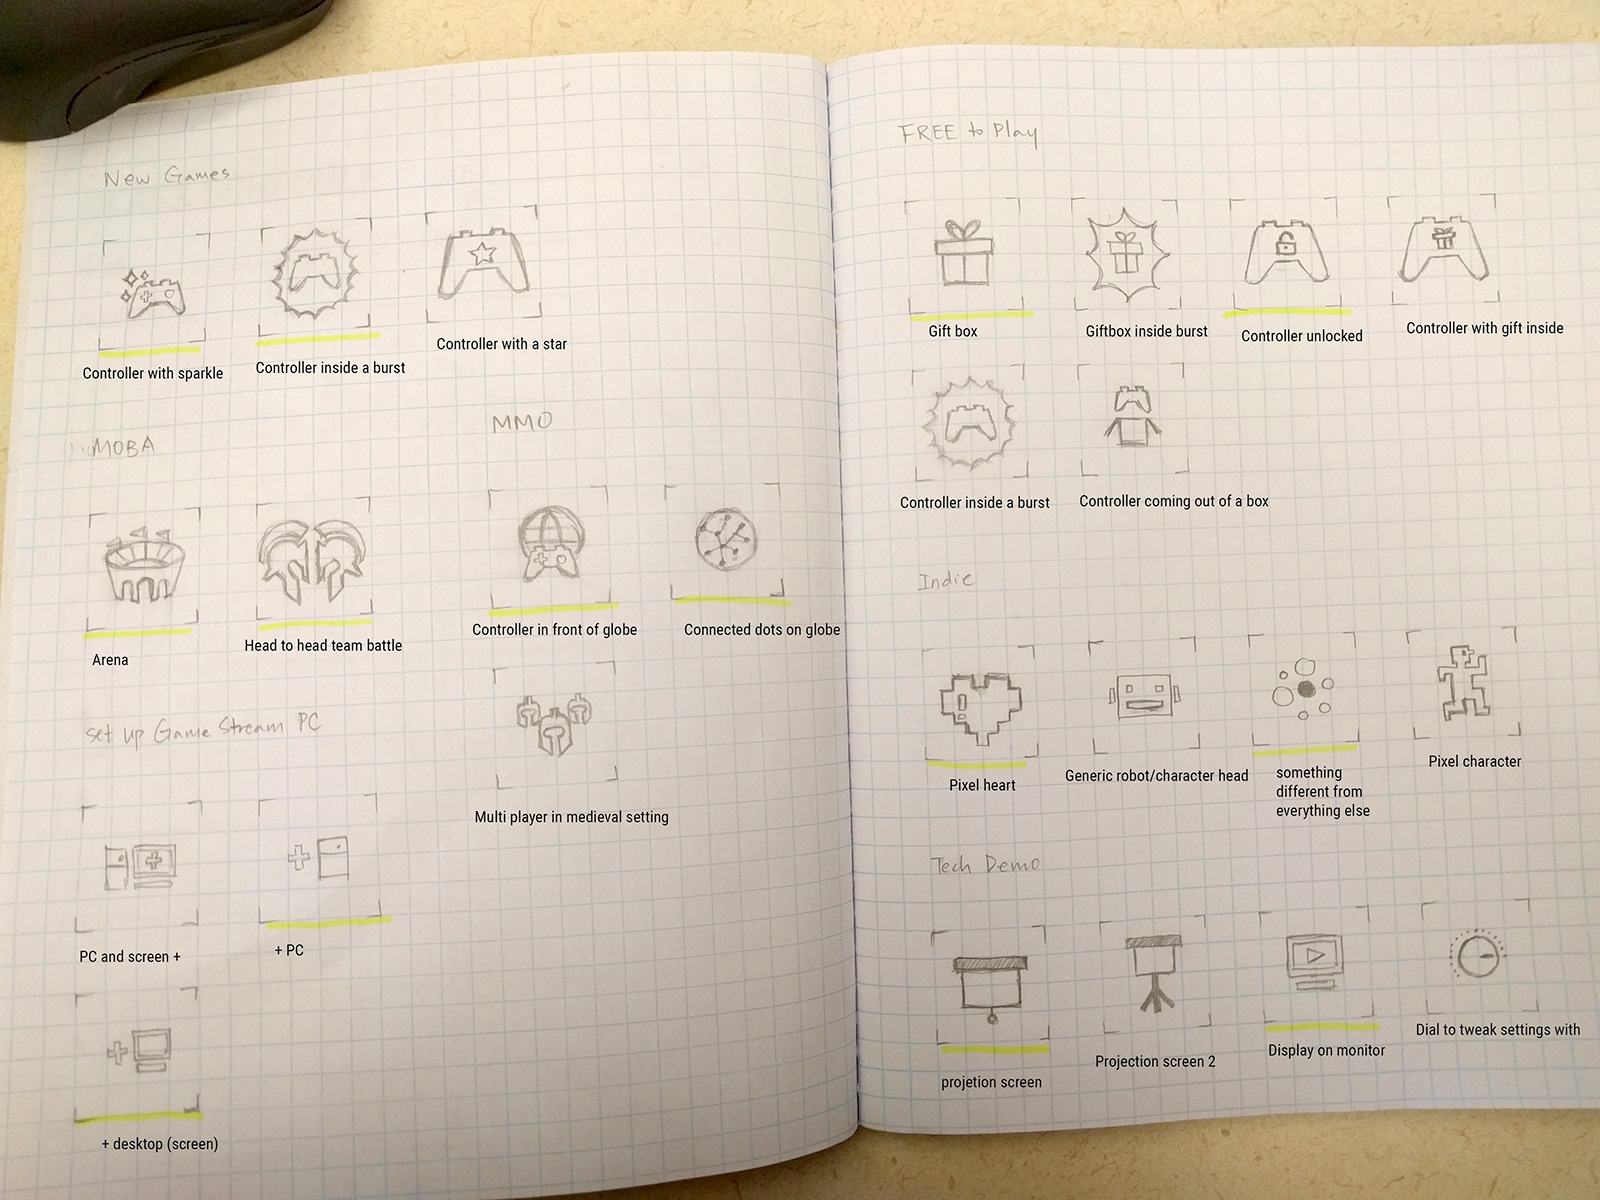 New Games
Controller with sparkle
Controller inside a burst
Controller with a star
MOBA
Arena
Head to head team battle
MMO
Controller in front of globe
Connected dots on globe
Multi player in medieval setting
set up Game Stream PC
PC and screen +
+ PC
+ desktop (screen)
FREE to Play
Gift box
Giftbox inside burst
Controller unlocked
Controller with gift inside
Controller inside a burst
Controller coming out of a box
Indie
Pixel heart
Generic robot/character head
something
different from
everything else
Pixel character
Tech Demo
projetion screen
Projection screen 2
Display on monitor
Dial to tweak settings with